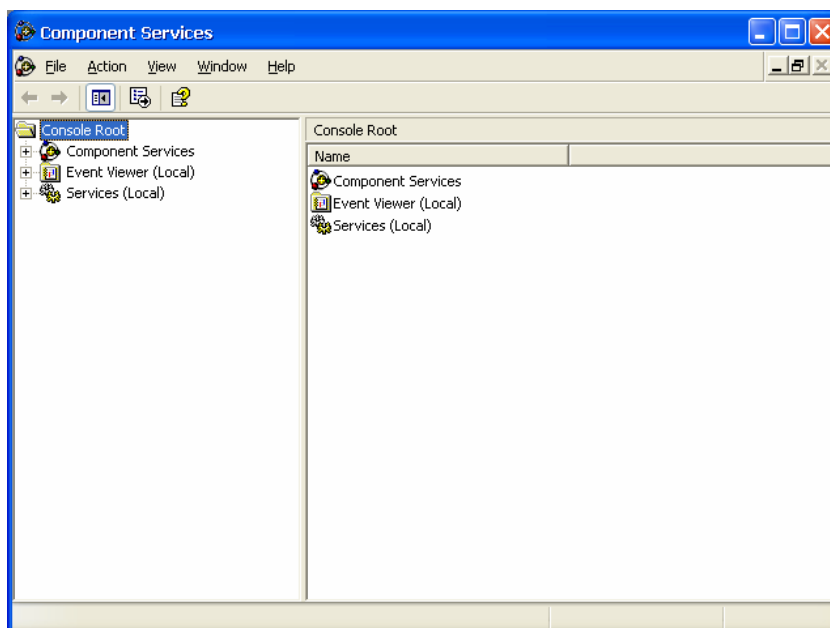 Component Services
File Action View Window Help
Console Root
Component Services
Event Viewer (Local)
Services (Local)
Console Root
Name
Component Services
Event Viewer (Local)
Services (Local)